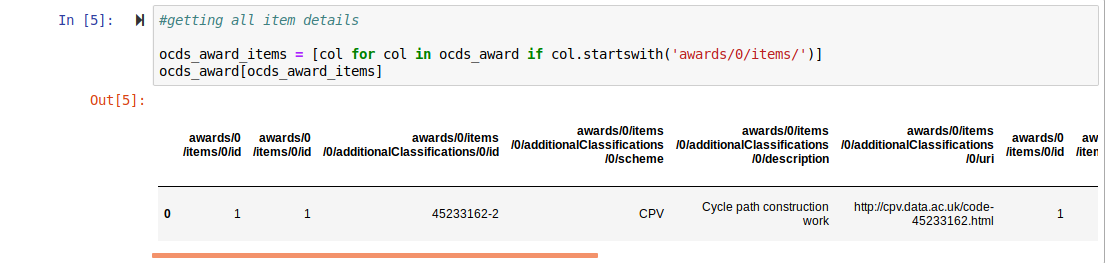 In [5]:
#getting all item details
ocds_award_items = [col for col in ocds_award if col.startswith('awards/0/items/')]
ocds_award[ocds_award_items]
Out[5]:
awards/0
/items/0/id
awards/0
/items/0/id
awards/0/items
/0/additionalClassifications/0/id
awards/0/items
/0/additionalClassifications
/0/scheme
awards/0/items
/0/additionalClassifications
/0/description
awards/0/items
/0/additionalClassifications
/0/uri
awards/0
/items/0/id
0
1
1
45233162-2
CPV
Cycle path construction
work
http://cpv.data.ac.uk/code-
45233162.html
1